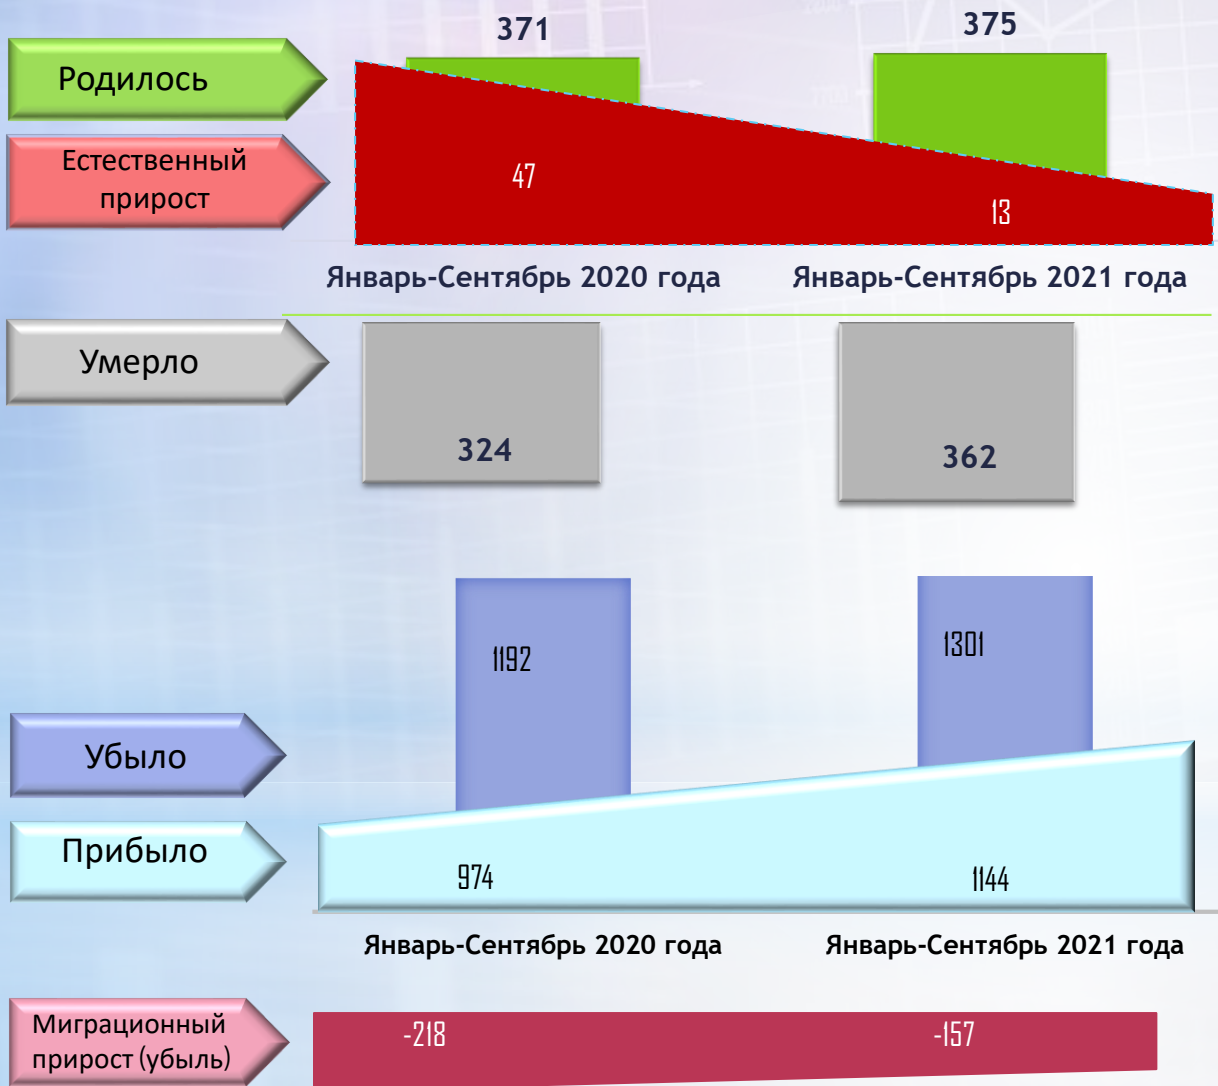 371
375
Родилось
Естественный
прирост
47
13
Январь-Сентябрь 2020 года
Январь-Сентябрь 2021 года
Умерло
324
362
1192
1301
Убыло
Прибыло
974
1144
Январь-Сентябрь 2020 года
Январь-Сентябрь 2021 года
Миграционный
прирост (убыль)
-218
-157